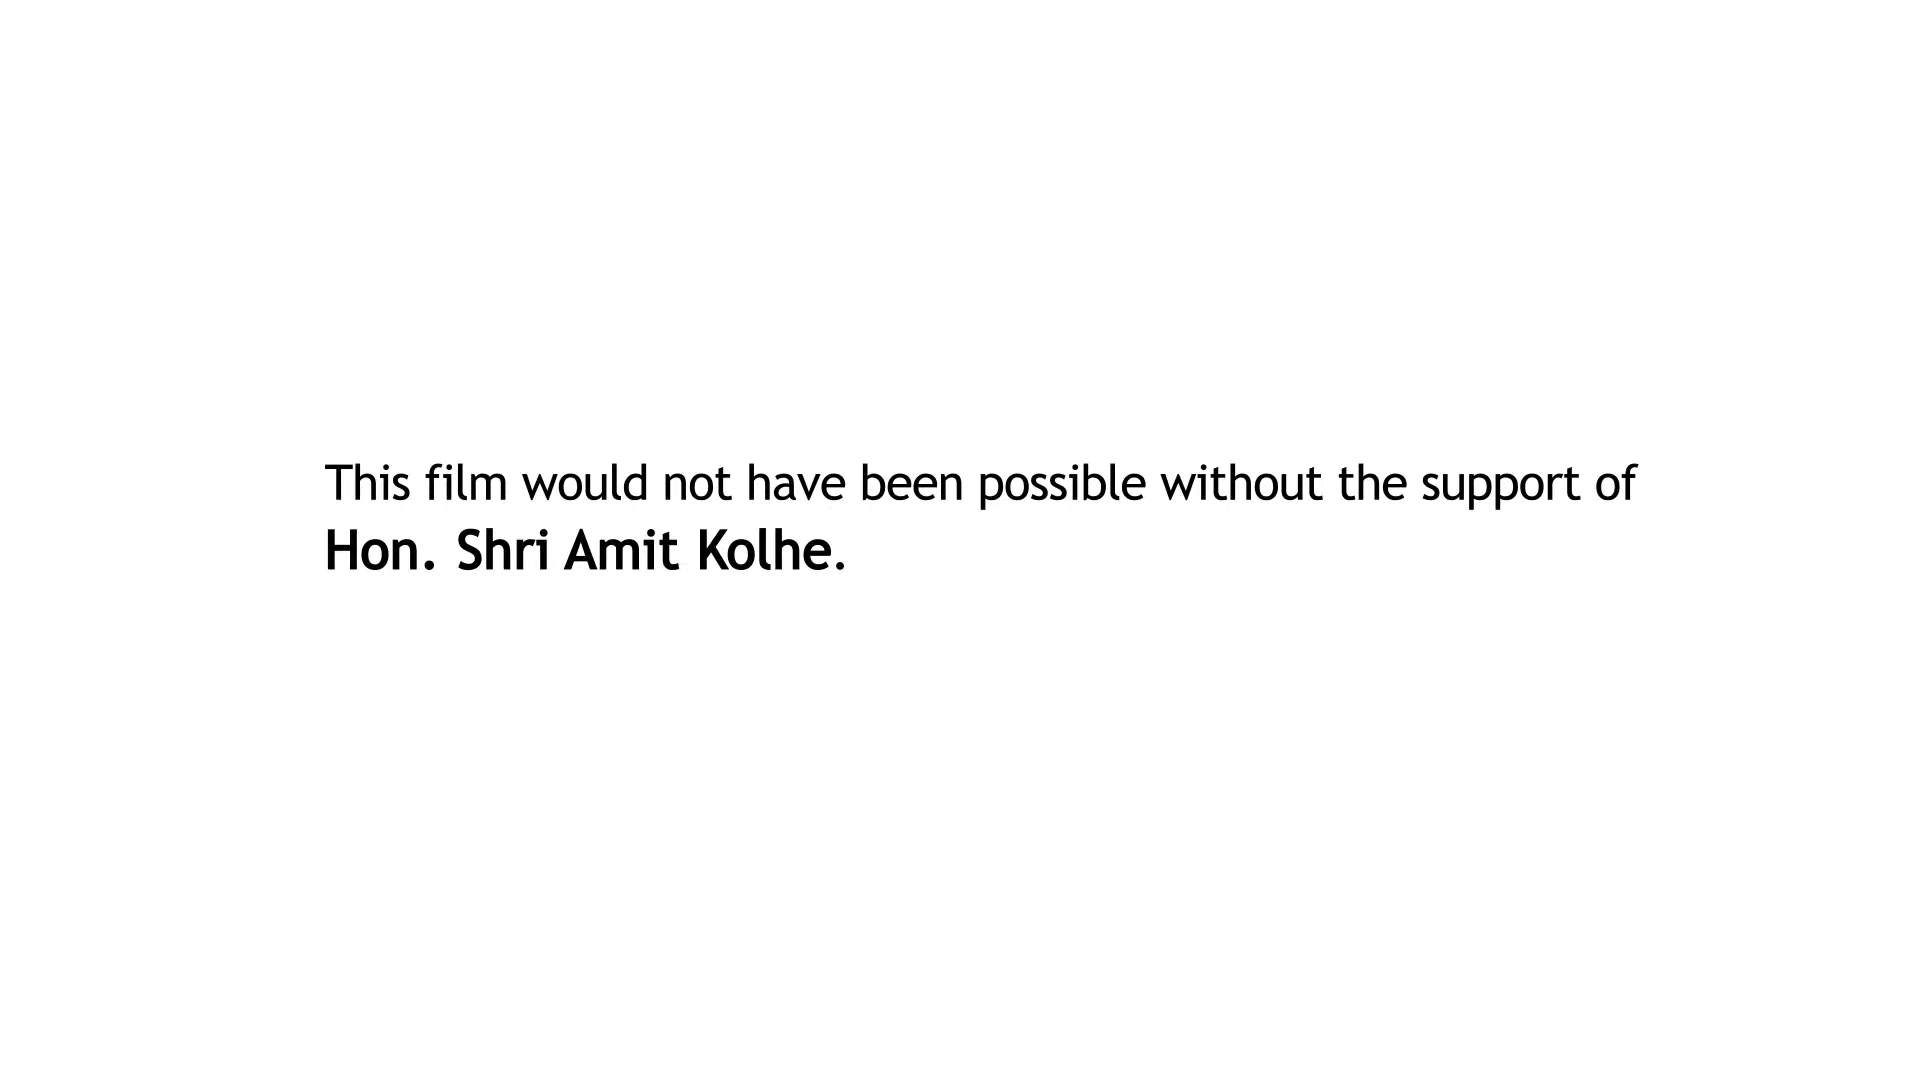 This film would not have been possible without the support of
Hon. Shri Amit Kolhe.